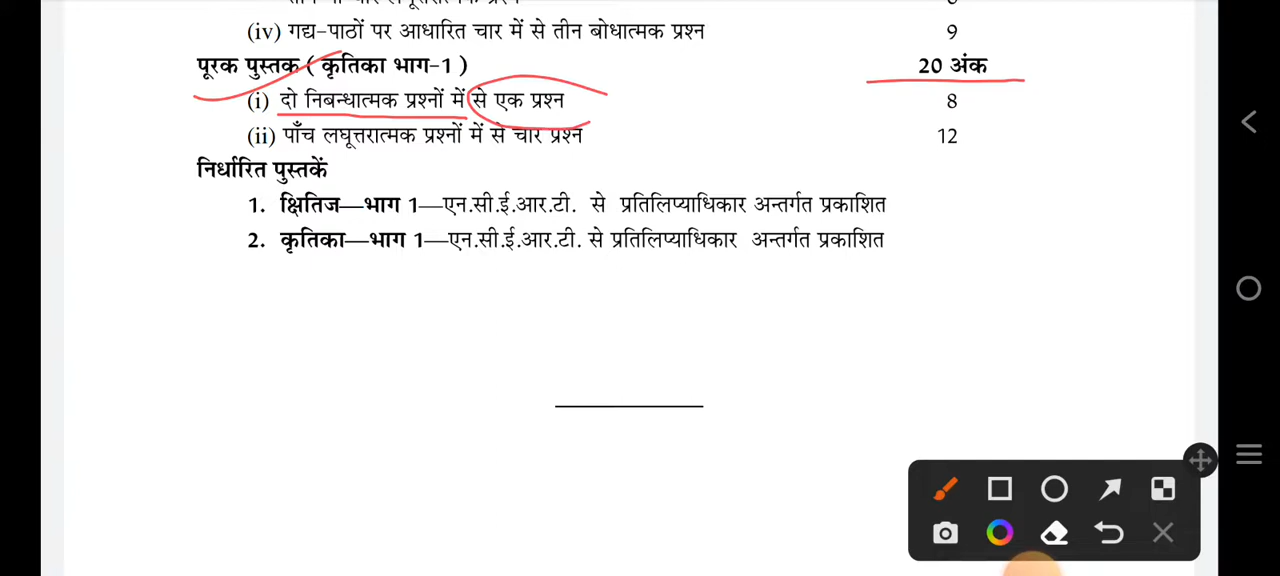 (iv) गद्य-पाठों पर आधारित चार में से तीन बोधात्मक प्रश्न 9
पूरक पुस्तक ( कृतिका भाग-1 ) 20 अंक
(i) दो निबन्धात्मक प्रश्नों में से एक प्रश्न 8
(ii) पाँच लघूत्तरात्मक प्रश्नों में से चार प्रश्न 12
निर्धारित पुस्तकें
1. क्षितिज—भाग 1—एन.सी.ई.आर.टी. से प्रतिलिप्याधिकार अन्तर्गत प्रकाशित
2. कृतिका—भाग 1—एन.सी.ई.आर.टी. से प्रतिलिप्याधिकार अन्तर्गत प्रकाशित